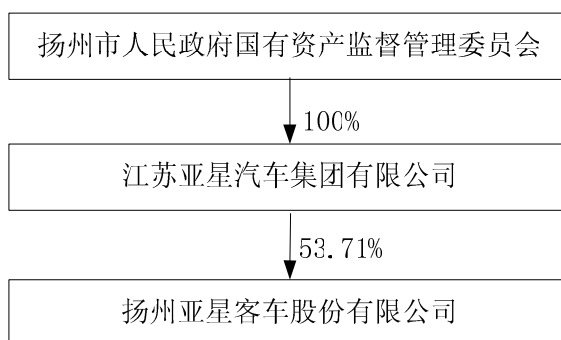 扬州市人民政府国有资产监督管理委员会
100%
江苏亚星汽车集团有限公司
53.71%
扬州亚星客车股份有限公司